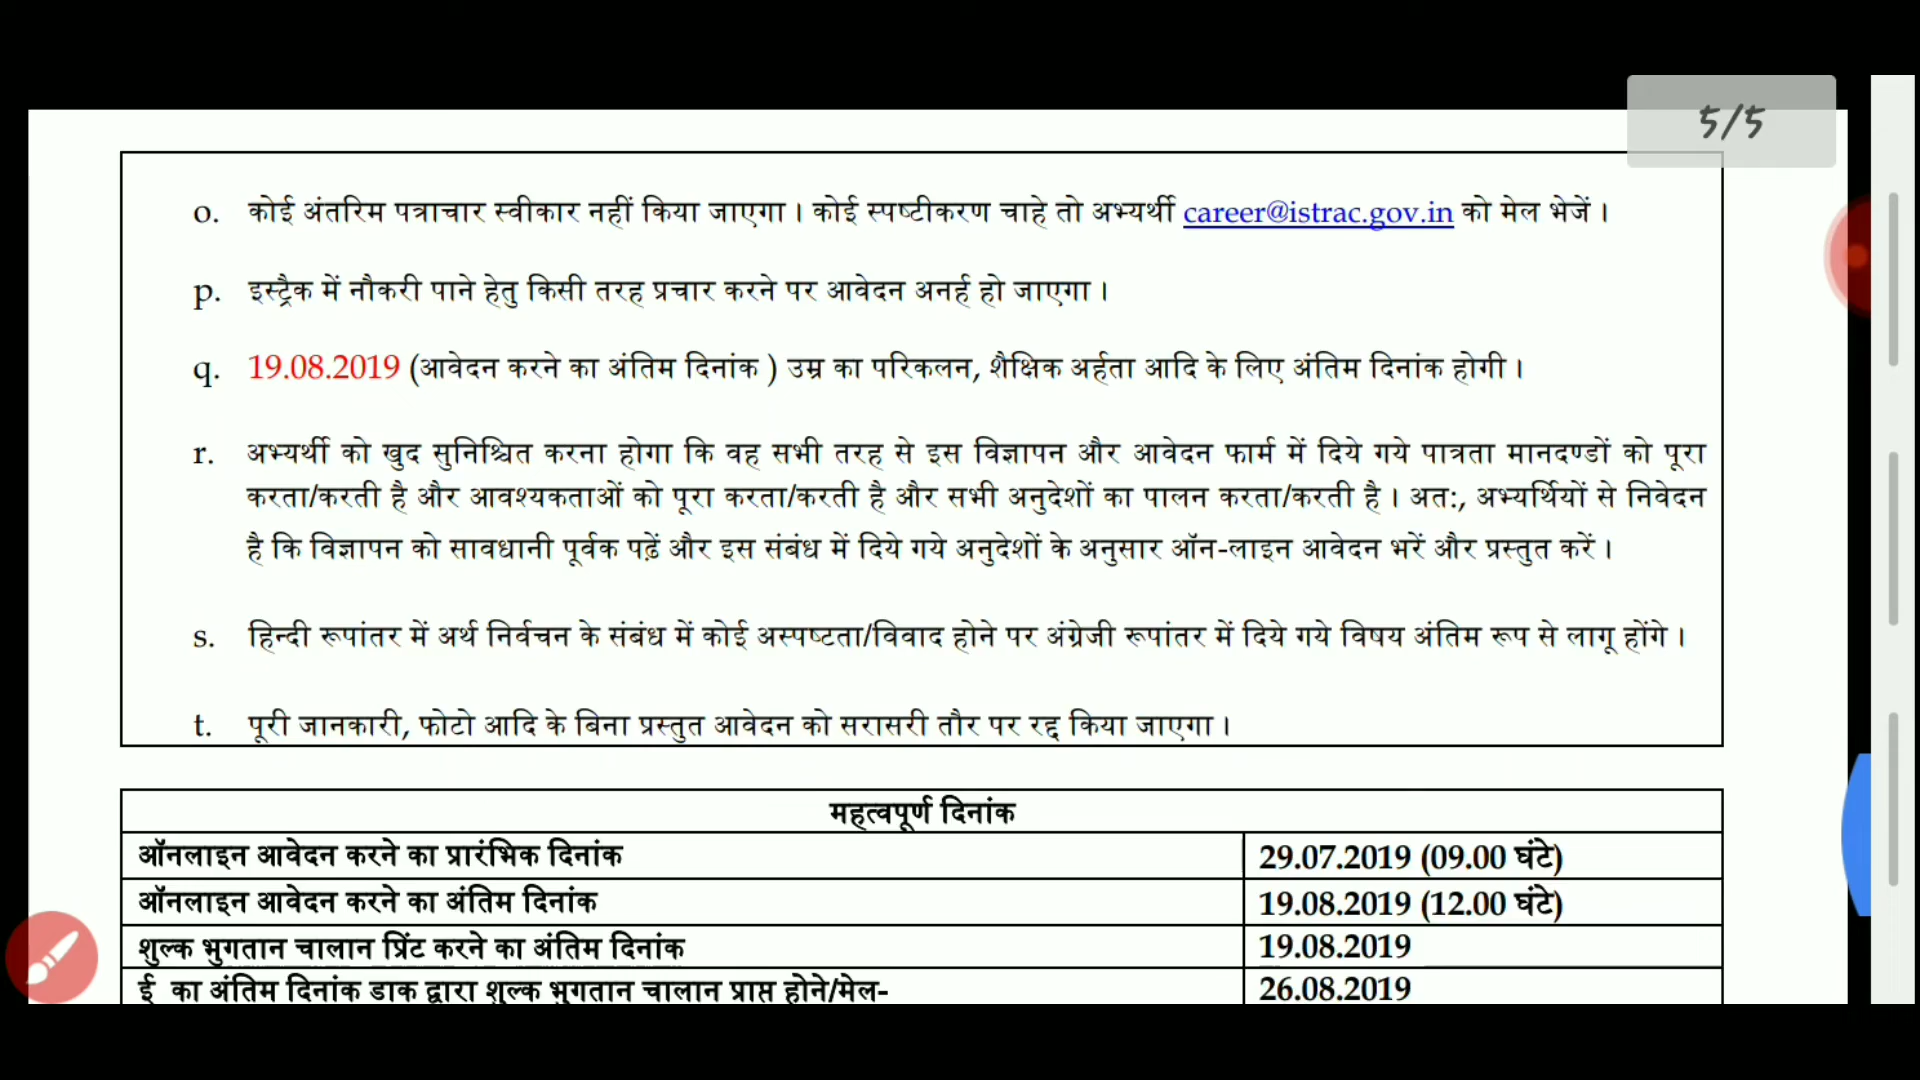 5/5
o. कोई अंतरिम पत्राचार स्वीकार नहीं किया जाएगा । कोई स्पष्टीकरण चाहे तो अभ्यर्थी career@istrac.gov.in को मेल भेजें ।
p. इस्ट्रैक में नौकरी पाने हेतु किसी तरह प्रचार करने पर आवेदन अनर्ह हो जाएगा ।
q. 19.08.2019 (आवेदन करने का अंतिम दिनांक ) उम्र का परिकलन, शैक्षिक अर्हता आदि के लिए अंतिम दिनांक होगी ।
r. अभ्यर्थी को खुद सुनिश्चित करना होगा कि वह सभी तरह से इस विज्ञापन और आवेदन फार्म में दिये गये पात्रता मानदण्डों को पूरा
करता/करती है और आवश्यकताओं को पूरा करता/करती है और सभी अनुदेशों का पालन करता/करती है । अत:, अभ्यर्थियों से निवेदन
है कि विज्ञापन को सावधानी पूर्वक पढ़ें और इस संबंध में दिये गये अनुदेशों के अनुसार ऑन-लाइन आवेदन भरें और प्रस्तुत करें ।
s. हिन्दी रूपांतर में अर्थ निर्वचन के संबंध में कोई अस्पष्टता/विवाद होने पर अंग्रेजी रूपांतर में दिये गये विषय अंतिम रूप से लागू होंगे ।
t. पूरी जानकारी, फोटो आदि के बिना प्रस्तुत आवेदन को सरासरी तौर पर रद्द किया जाएगा ।
महत्वपूर्ण दिनांक
ऑनलाइन आवेदन करने का प्रारंभिक दिनांक 29.07.2019 (09.00 घंटे)
ऑनलाइन आवेदन करने का अंतिम दिनांक 19.08.2019 (12.00 घंटे)
शुल्क भुगतान चालान प्रिंट करने का अंतिम दिनांक 19.08.2019
ई का अंतिम दिनांक डाक द्वारा शुल्क भुगतान चालान प्राप्त होने/मेल- 26.08.2019